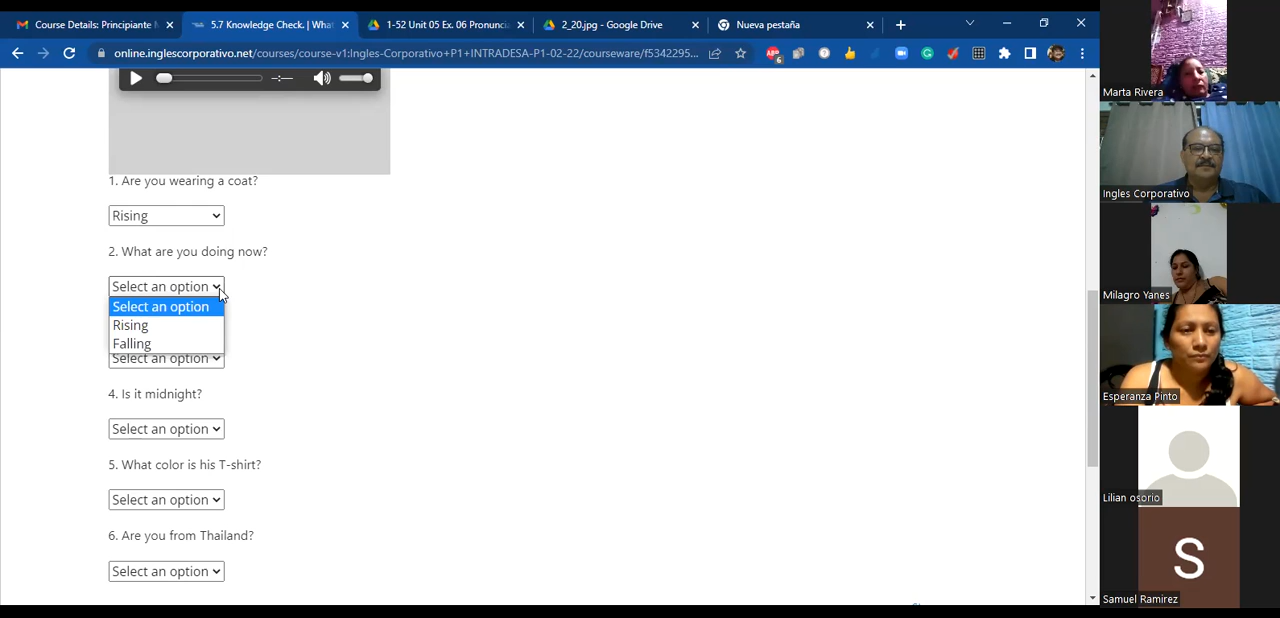 Course Details: Principiante M
5.7 Knowledge Check. | What
1-52 Unit 05 Ex. 06 Pronunci
2_20.jpg - Google Drive
Nueva pestaña
online.inglescorporativo.net/courses/course-v1:Ingles-Corporativo+P1+INTRADESA-P1-02-22/courseware/f5342295...
6
1. Are you wearing a coat?
Rising
2. What are you doing now?
Select an option
Select an option
Rising
Falling
Select an option
4. Is it midnight?
Select an option
5. What color is his T-shirt?
Select an option
6. Are you from Thailand?
Select an option
Marta Rivera
Ingles Corporativo
Milagro Yanes
Esperanza Pinto
Lilian osorio
S
Samuel Ramírez